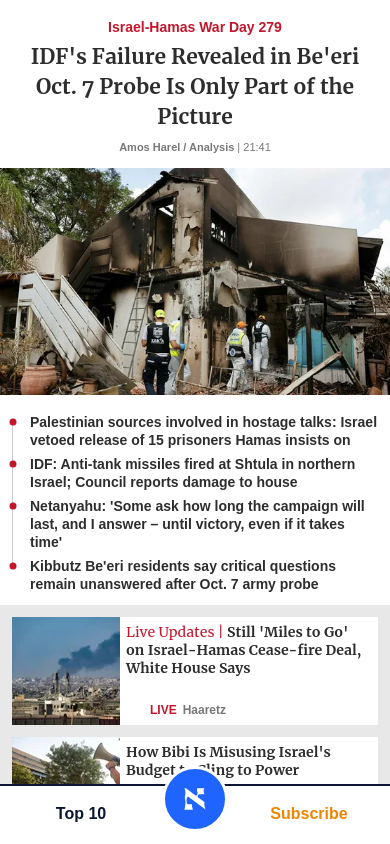 Israel-Hamas War Day 279
IDF's Failure Revealed in Be'eri
Oct. 7 Probe Is Only Part of the
Picture
Amos Harel / Analysis | 21:41
Palestinian sources involved in hostage talks: Israel
vetoed release of 15 prisoners Hamas insists on
IDF: Anti-tank missiles fired at Shtula in northern
Israel; Council reports damage to house
Netanyahu: 'Some ask how long the campaign will
last, and I answer – until victory, even if it takes
time'
Kibbutz Be'eri residents say critical questions
remain unanswered after Oct. 7 army probe
Live Updates | Still 'Miles to Go'
on Israel-Hamas Cease-fire Deal,
White House Says
LIVE Haaretz
How Bibi Is Misusing Israel's
Budget to Cling to Power
Top 10
Subscribe